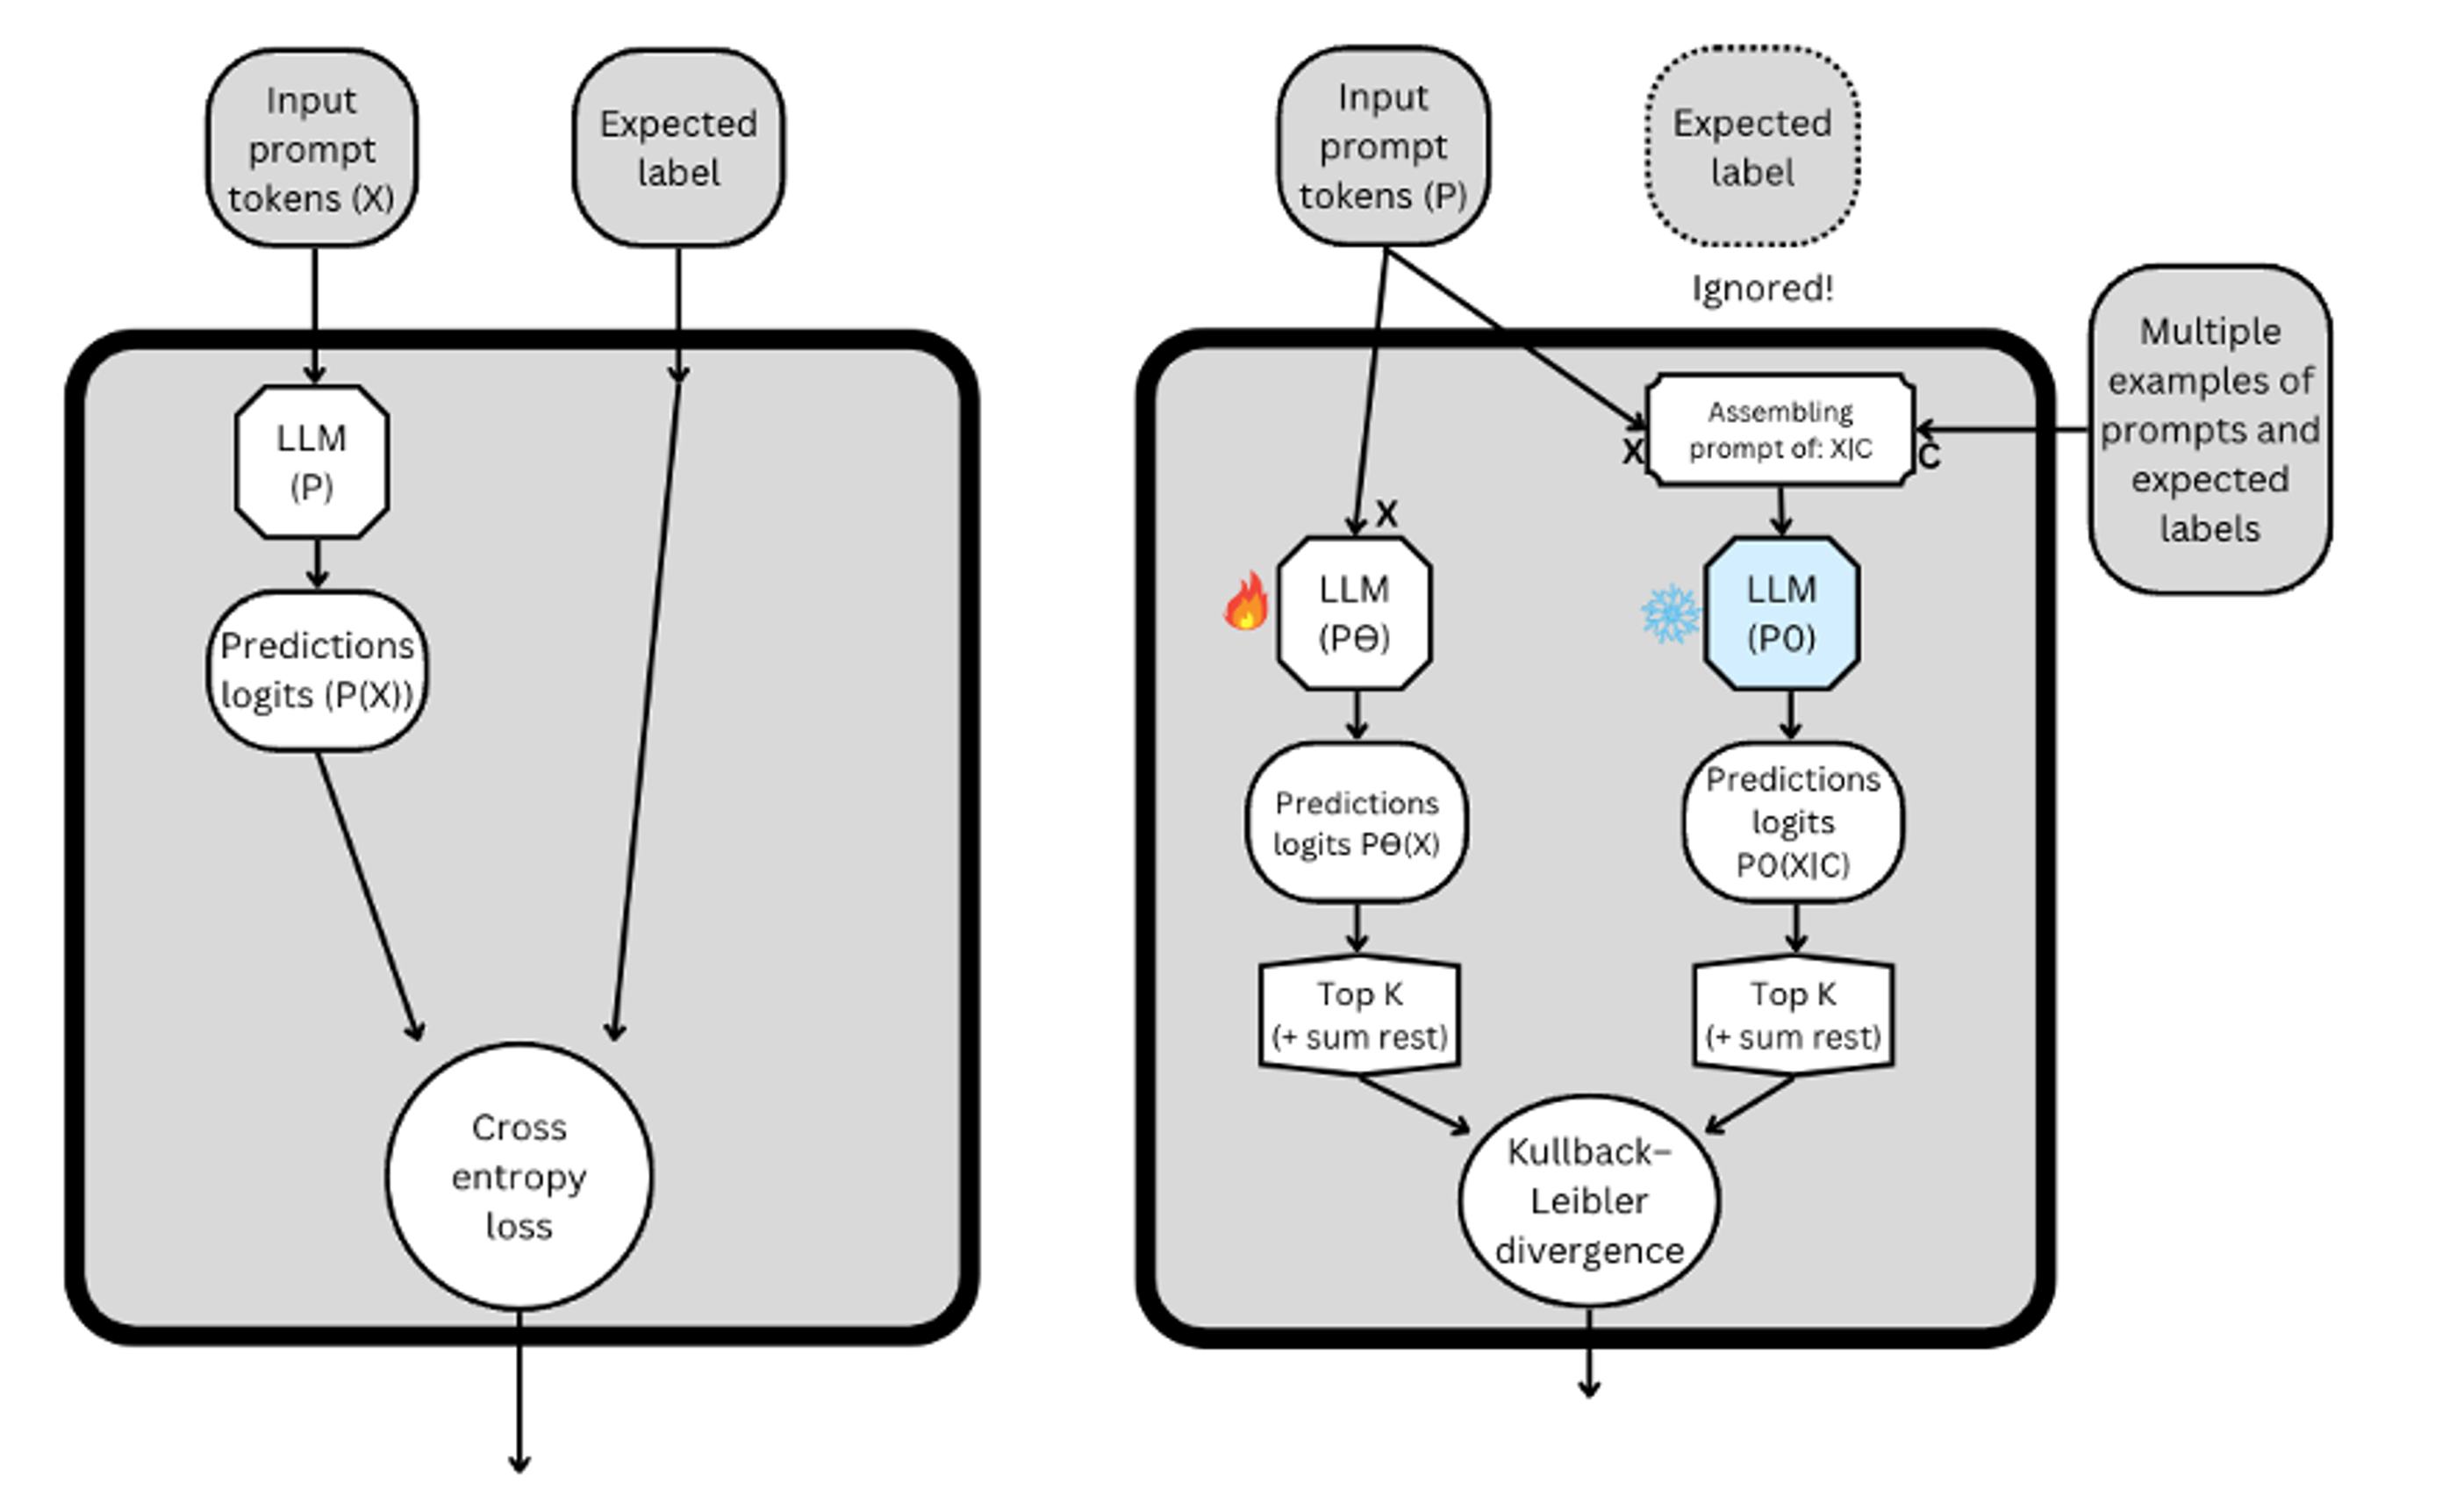 Input
prompt
tokens (X)
Expected
label
LLM
(P)
Predictions
logits (P(X))
Cross
entropy
loss
Input
prompt
tokens (P)
Expected
label
Ignored!
Multiple
examples of
prompts and
expected
labels
Assembling
prompt of: X|C
X
C
X
LLM
(PΘ)
LLM
(P0)
Predictions
logits PΘ(X)
Predictions
logits
P0(X|C)
Top K
(+ sum rest)
Top K
(+ sum rest)
Kullback–
Leibler
divergence